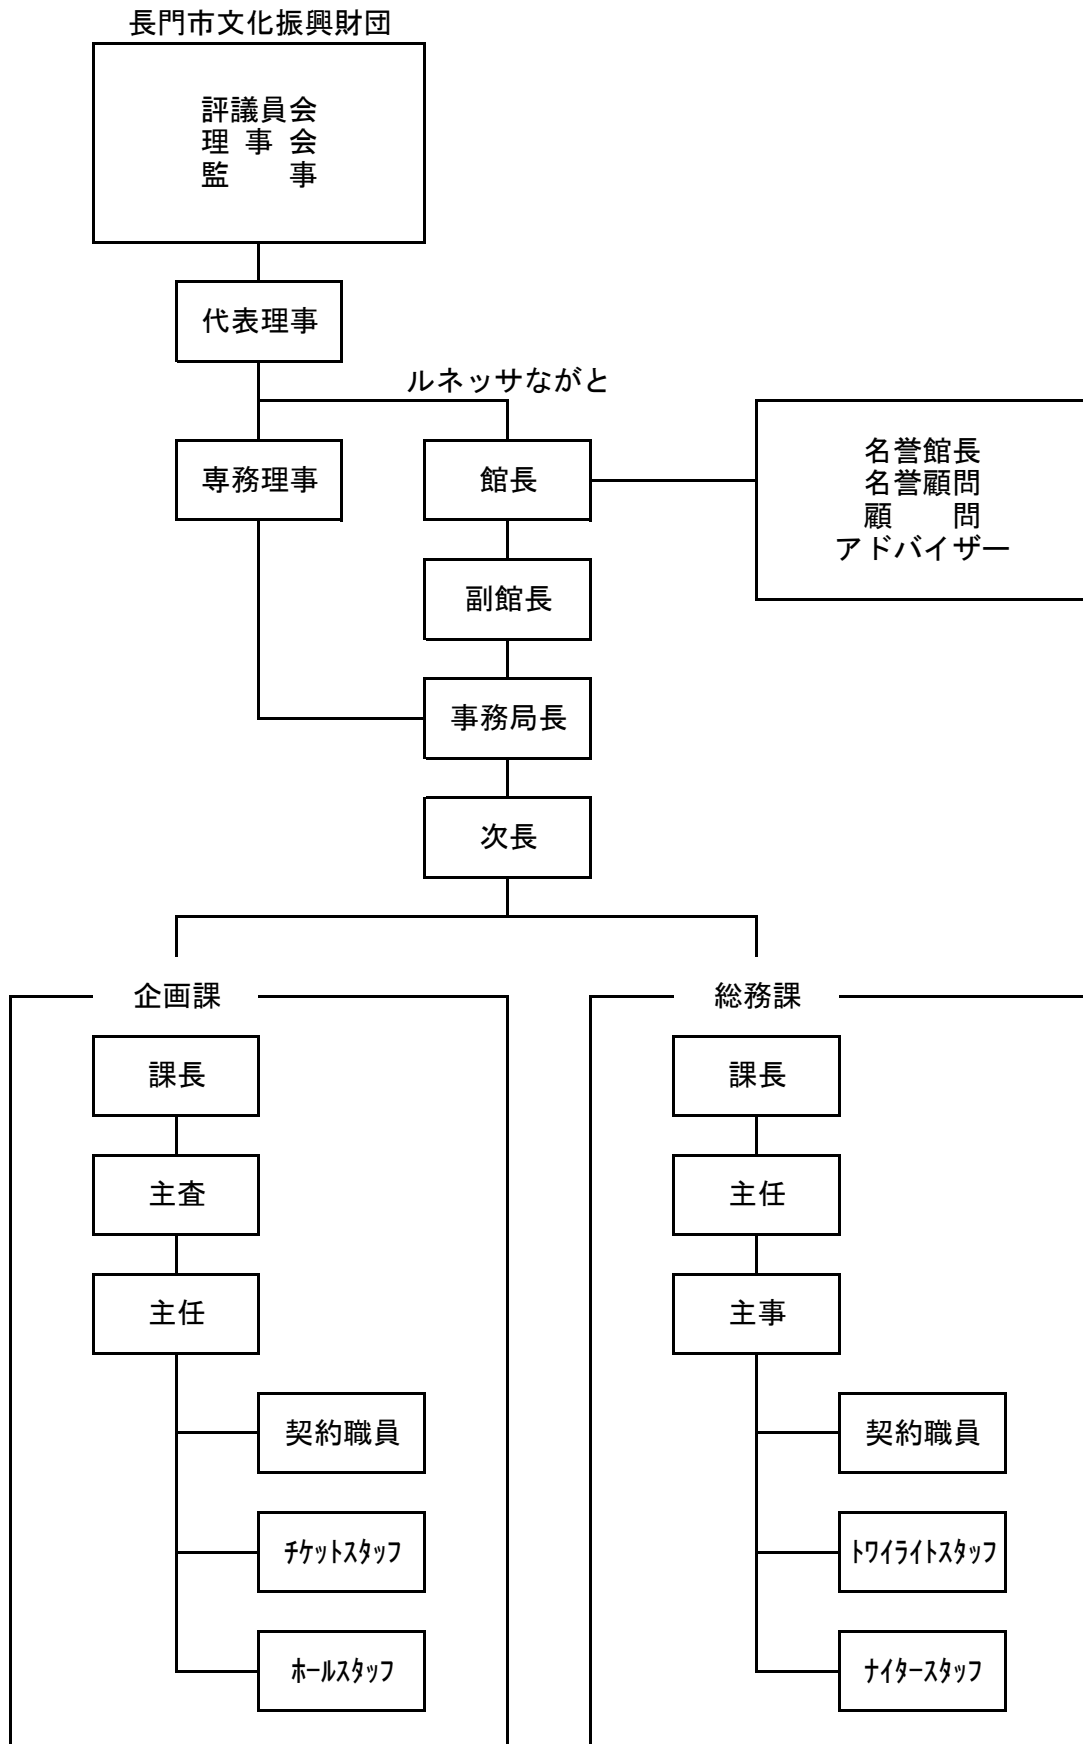 長門市文化振興財団
評議員会
理事会
監事
代表理事
ルネッサながと
専務理事
館長
名誉館長
名誉顧問
顧問
アドバイザー
副館長
事務局長
次長
企画課
課長
主査
主任
契約職員
ﾁｹｯﾄｽﾀｯﾌ
ﾎｰﾙｽﾀｯﾌ
総務課
課長
主任
主事
契約職員
ﾄﾜｲﾗｲﾄｽﾀｯﾌ
ﾅｲﾀｰｽﾀｯﾌ